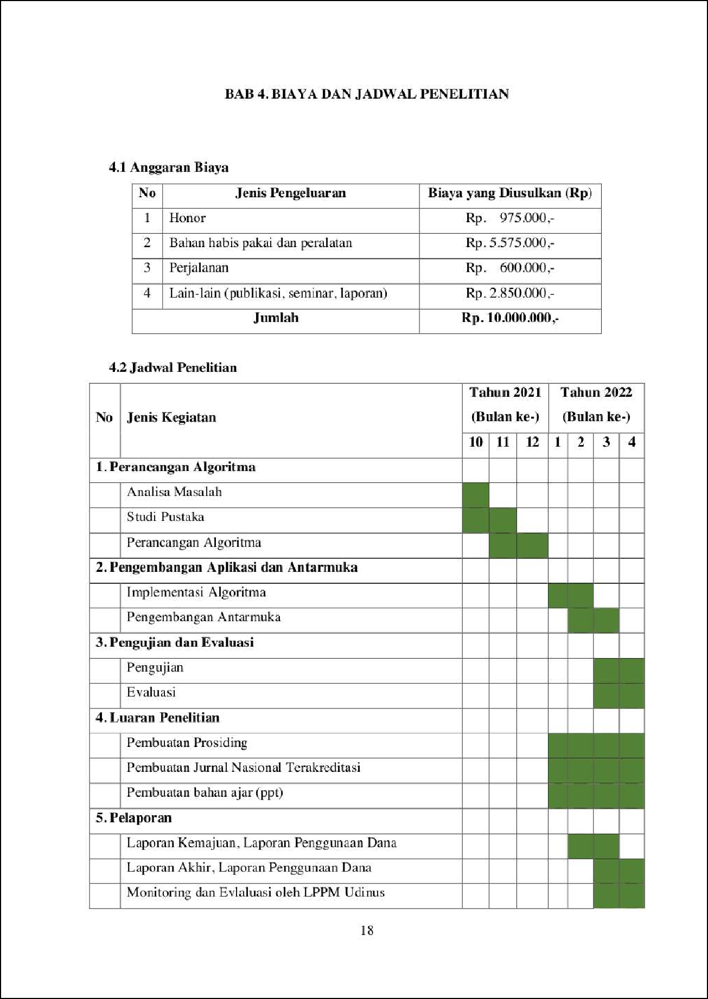 BAB 4. BIAYA DAN JADWAL PENELITIAN
4.1 Anggaran Biaya
No Jenis Pengeluaran Biaya yang Diusulkan (Rp)
1 Honor Rp. 975.000,-
2 Bahan habis pakai dan peralatan Rp. 5.575.000,-
3 Perjalanan Rp. 600.000,-
4 Lain-lain (publikasi, seminar, laporan) Rp. 2.850.000,-
Jumlah Rp. 10.000.000,-
4.2 Jadwal Penelitian
No Jenis Kegiatan
Tahun 2021 Tahun 2022
(Bulan ke-) (Bulan ke-)
10 11 12 1 2 3 4
1. Perancangan Algoritma
Analisa Masalah
Studi Pustaka
Perancangan Algoritma
2. Pengembangan Aplikasi dan Antarmuka
Implementasi Algoritma
Pengembangan Antarmuka
3. Pengujian dan Evaluasi
Pengujian
Evaluasi
4. Luaran Penelitian
Pembuatan Prosiding
Pembuatan Jurnal Nasional Terakreditasi
Pembuatan bahan ajar (ppt)
5. Pelaporan
Laporan Kemajuan, Laporan Penggunaan Dana
Laporan Akhir, Laporan Penggunaan Dana
Monitoring dan Evlaluasi oleh LPPM Udinus
18